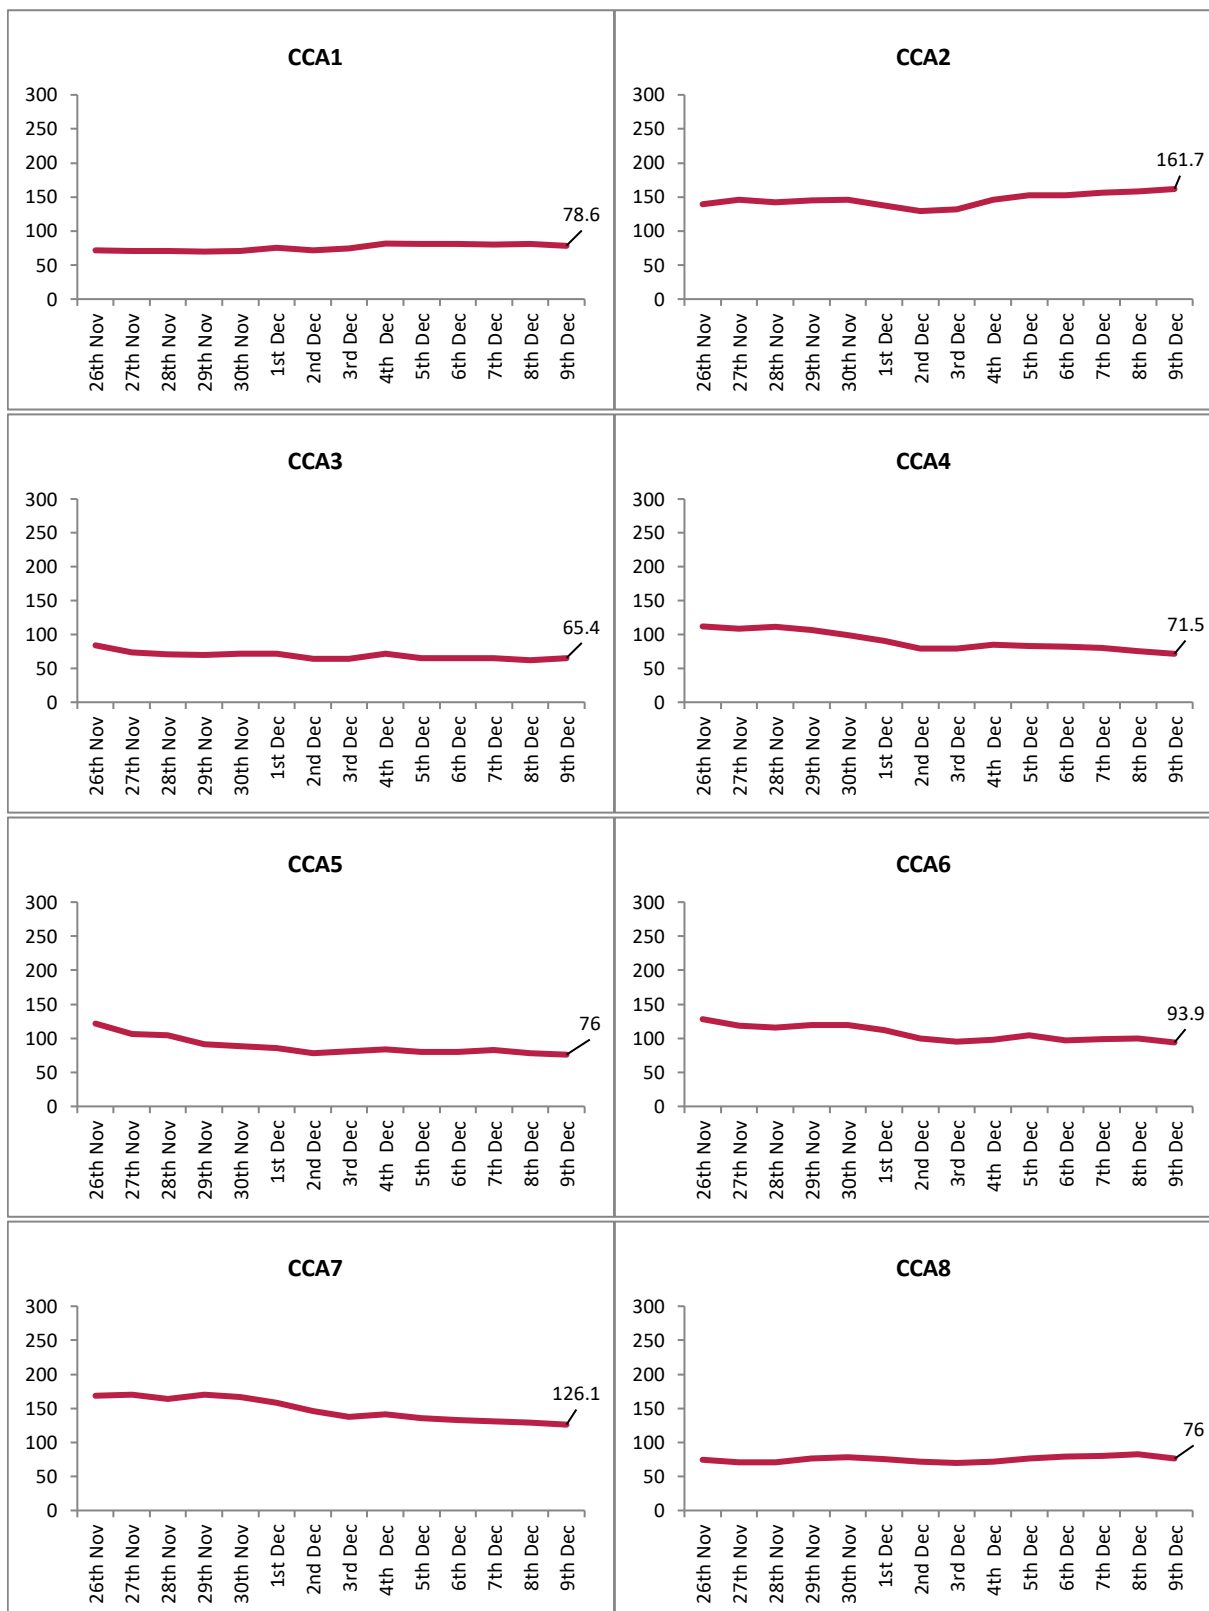 CCA1
300
250
200
150
100
50
0
78.6
26th Nov
27th Nov
28th Nov
29th Nov
30th Nov
1st Dec
2nd Dec
3rd Dec
4th Dec
5th Dec
6th Dec
7th Dec
8th Dec
9th Dec
CCA2
300
250
200
150
100
50
0
161.7
26th Nov
27th Nov
28th Nov
29th Nov
30th Nov
1st Dec
2nd Dec
3rd Dec
4th Dec
5th Dec
6th Dec
7th Dec
8th Dec
9th Dec
CCA3
300
250
200
150
100
50
0
65.4
26th Nov
27th Nov
28th Nov
29th Nov
30th Nov
1st Dec
2nd Dec
3rd Dec
4th Dec
5th Dec
6th Dec
7th Dec
8th Dec
9th Dec
CCA4
300
250
200
150
100
50
0
71.5
26th Nov
27th Nov
28th Nov
29th Nov
30th Nov
1st Dec
2nd Dec
3rd Dec
4th Dec
5th Dec
6th Dec
7th Dec
8th Dec
9th Dec
CCA5
300
250
200
150
100
50
0
76
26th Nov
27th Nov
28th Nov
29th Nov
30th Nov
1st Dec
2nd Dec
3rd Dec
4th Dec
5th Dec
6th Dec
7th Dec
8th Dec
9th Dec
CCA6
300
250
200
150
100
50
0
93.9
26th Nov
27th Nov
28th Nov
29th Nov
30th Nov
1st Dec
2nd Dec
3rd Dec
4th Dec
5th Dec
6th Dec
7th Dec
8th Dec
9th Dec
CCA7
300
250
200
150
100
50
0
126.1
26th Nov
27th Nov
28th Nov
29th Nov
30th Nov
1st Dec
2nd Dec
3rd Dec
4th Dec
5th Dec
6th Dec
7th Dec
8th Dec
9th Dec
CCA8
300
250
200
150
100
50
0
76
26th Nov
27th Nov
28th Nov
29th Nov
30th Nov
1st Dec
2nd Dec
3rd Dec
4th Dec
5th Dec
6th Dec
7th Dec
8th Dec
9th Dec